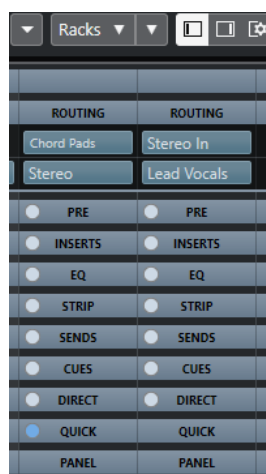 Racks
ROUTING ROUTING
Chord Pads Stereo In
Stereo Lead Vocals
PRE PRE
INSERTS INSERTS
EQ EQ
STRIP STRIP
SENDS SENDS
CUES CUES
DIRECT DIRECT
QUICK QUICK
PANEL PANEL